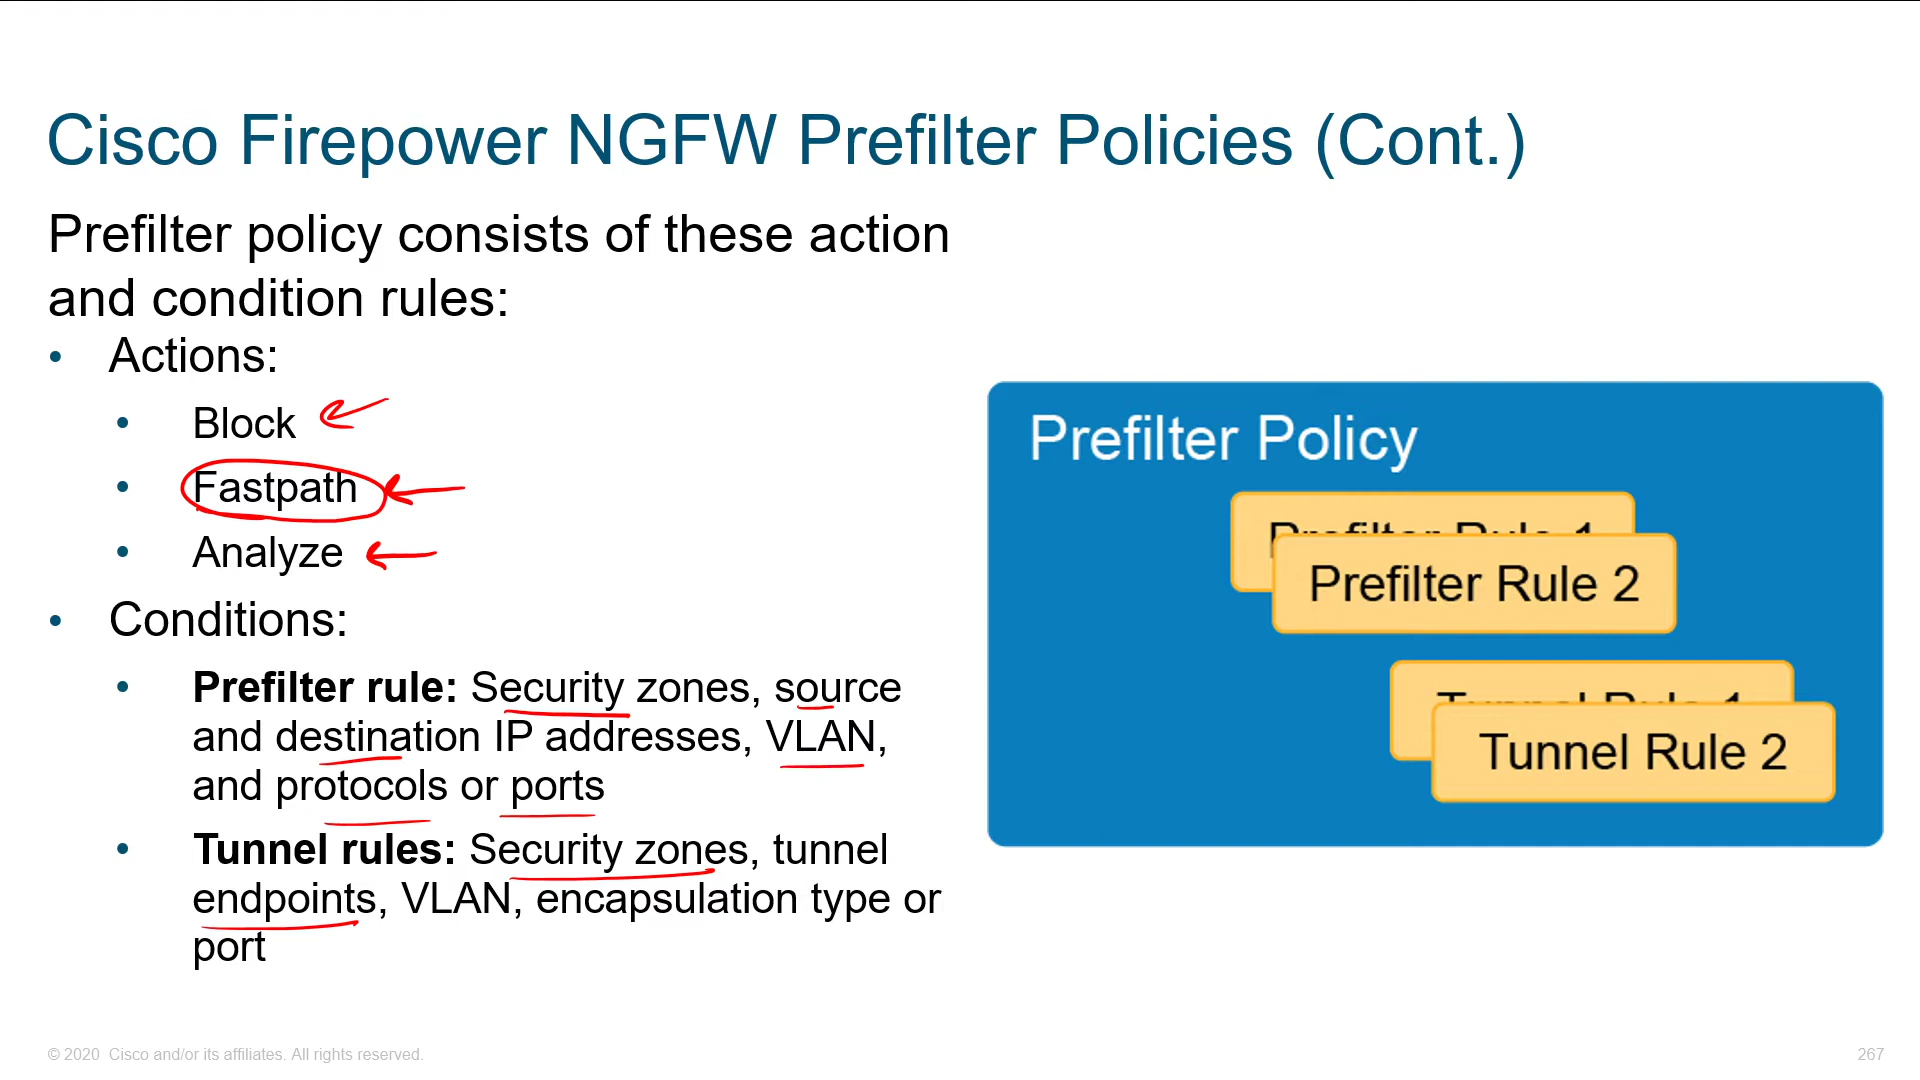 Cisco Firepower NGFW Prefilter Policies (Cont.)
Prefilter policy consists of these action
and condition rules:
• Actions:
• Block
• Fastpath
• Analyze
• Conditions:
• Prefilter rule: Security zones, source
and destination IP addresses, VLAN,
and protocols or ports
• Tunnel rules: Security zones, tunnel
endpoints, VLAN, encapsulation type or
port
Prefilter Policy
Prefilter Rule 1
Prefilter Rule 2
Tunnel Rule 1
Tunnel Rule 2
© 2020 Cisco and/or its affiliates. All rights reserved.
267